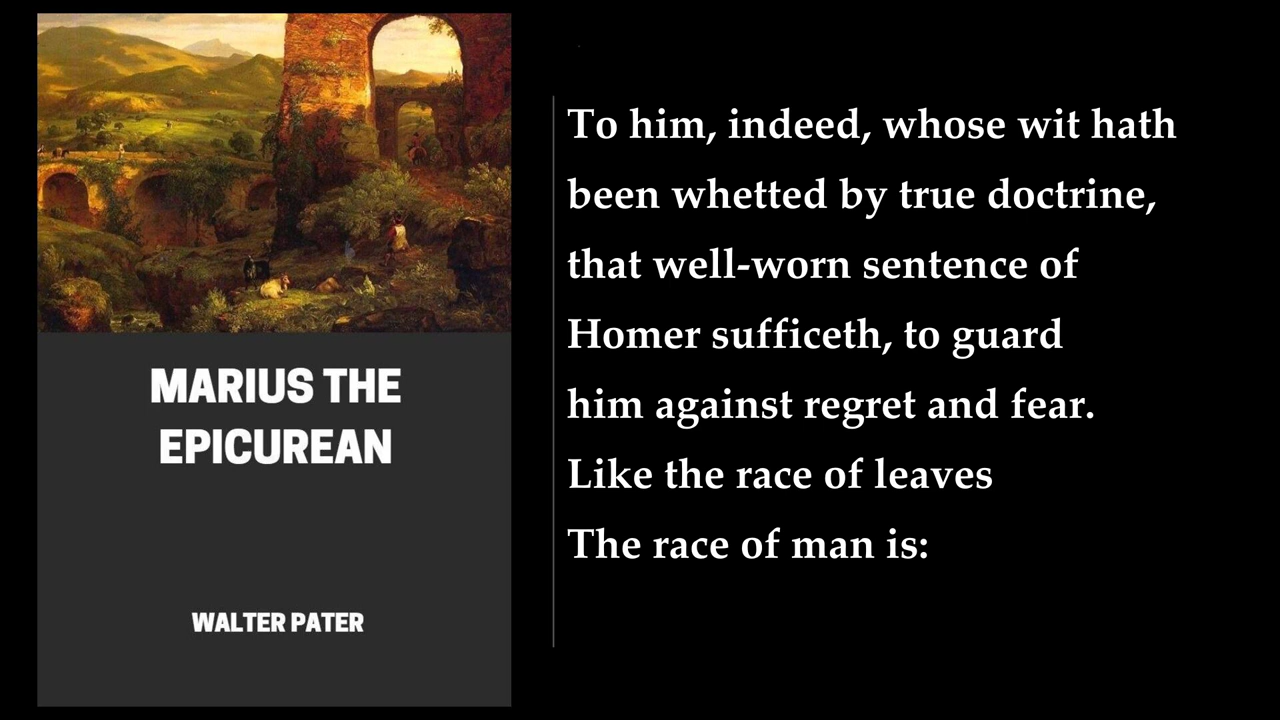 MARIUS THE
EPICUREAN
WALTER PATER
To him, indeed, whose wit hath
been whetted by true doctrine,
that well-worn sentence of
Homer sufficeth, to guard
him against regret and fear.
Like the race of leaves
The race of man is: